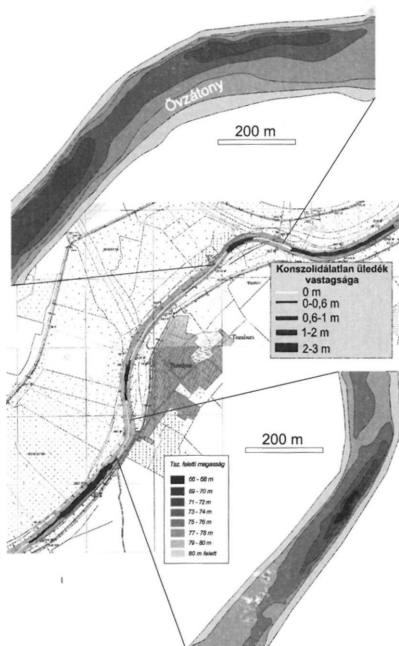 Övzátony
200 m
Konszolidálatlan üledék
vastagsága
0 m
0-0,6 m
0,6-1 m
1-2 m
2-3 m
200 m
Tsz. feletti magasság
66 - 68 m
69 - 70 m
71 - 72 m
73 - 74 m
75 - 76 m
77 - 78 m
79 - 80 m
80 m felett